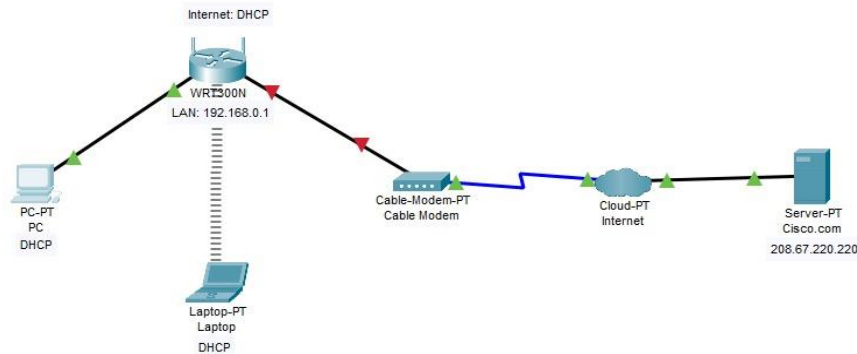 Internet: DHCP
WRT300N
LAN: 192.168.0.1
PC-PT
PC
DHCP
Laptop-PT
Laptop
DHCP
Cable-Modem-PT
Cable Modem
Cloud-PT
Internet
Server-PT
Cisco.com
208.67.220.220